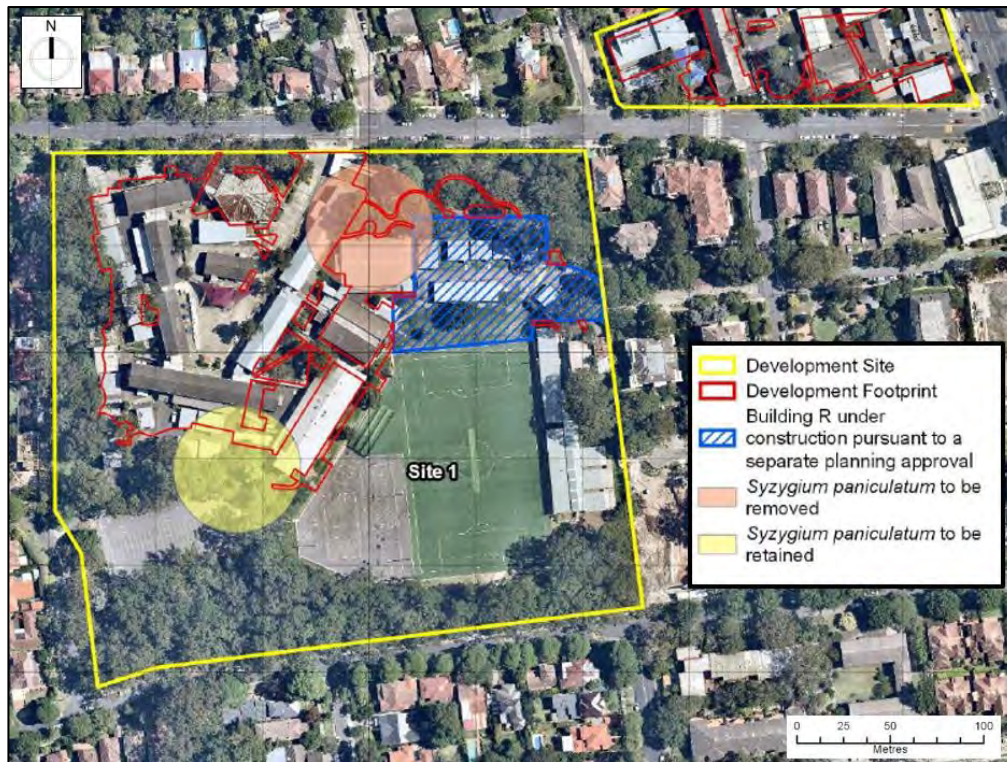 N
Site 1
Development Site
Development Footprint
Building R under
construction pursuant to a
separate planning approval
Syzygium paniculatum to be
removed
Syzygium paniculatum to be
retained
0 25 50 100
Metres